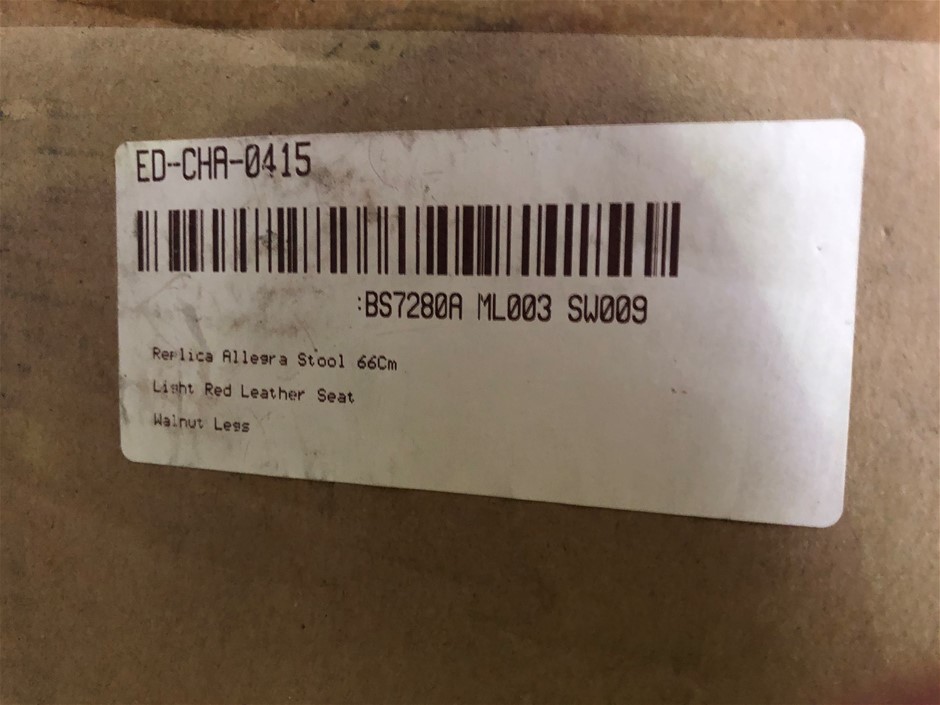 ED-CHA-0415
:BS7280A ML003 SW009
Replica Allegra Stool 66Cm
Light Red Leather Seat
Walnut Legs